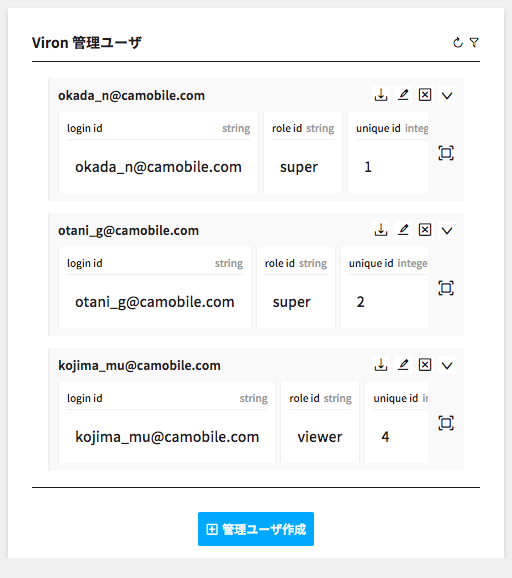 Viron 管理ユーザ
okada_n@camobile.com
login id string role id string unique id integ
okada_n@camobile.com super 1
otani_g@camobile.com
login id string role id string unique id intege
otani_g@camobile.com super 2
kojima_mu@camobile.com
login id string role id string unique id in
kojima_mu@camobile.com viewer 4
管理ユーザ作成